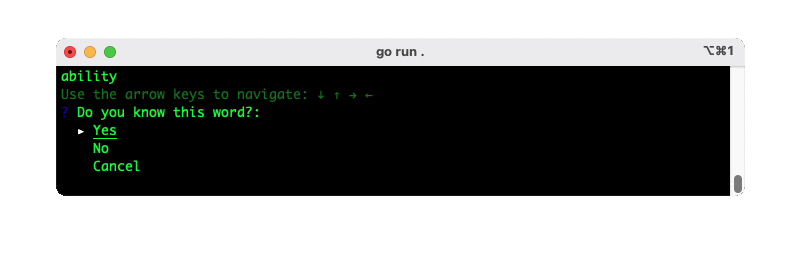 go run .
⌥⌘1
ability
Use the arrow keys to navigate: ↓ ↑ → ←
? Do you know this word?:
▸ Yes
No
Cancel